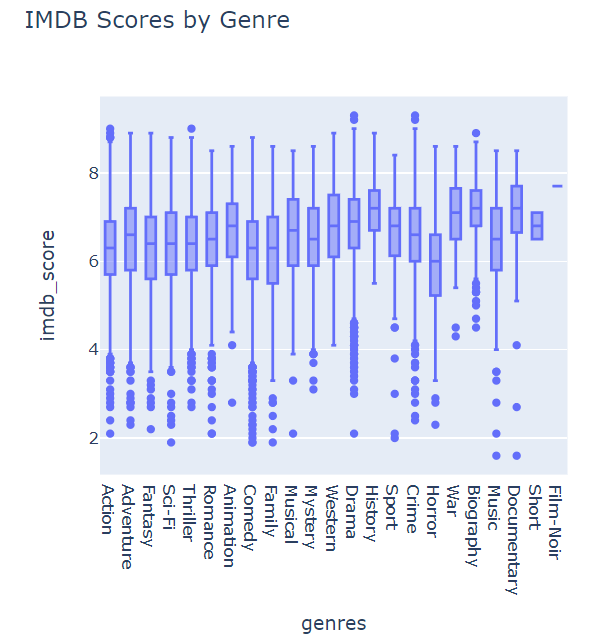 IMDB Scores by Genre
imdb_score
8
6
4
2
Action
Adventure
Fantasy
Sci-Fi
Thriller
Romance
Animation
Comedy
Family
Musical
Mystery
Western
Drama
History
Sport
Crime
Horror
War
Biography
Music
Documentary
Short
Film-Noir
genres